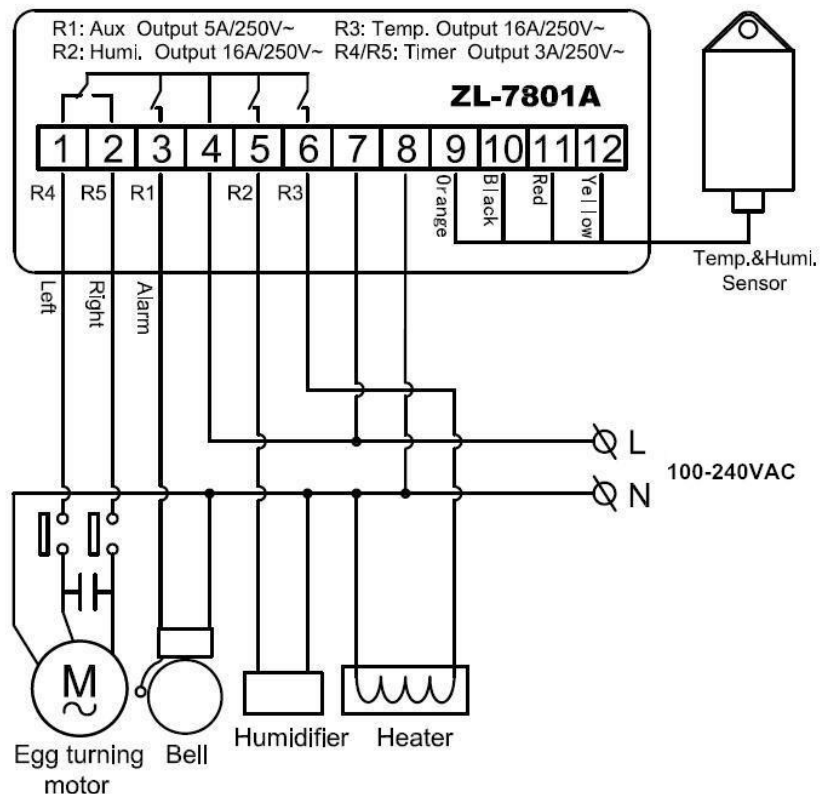 R1: Aux Output 5A/250V~ R3: Temp. Output 16A/250V~
R2: Humi. Output 16A/250V~ R4/R5: Timer Output 3A/250V~
ZL-7801A
1 2 3 4 5 6 7 8 9 10 11 12
R4 R5 R1 R2 R3
Orange
Black
Red
Yellow
Temp.&Humi.
Sensor
Left
Right
Alarm
L
100-240VAC
N
M
~
Egg turning
motor
Bell
Humidifier
Heater